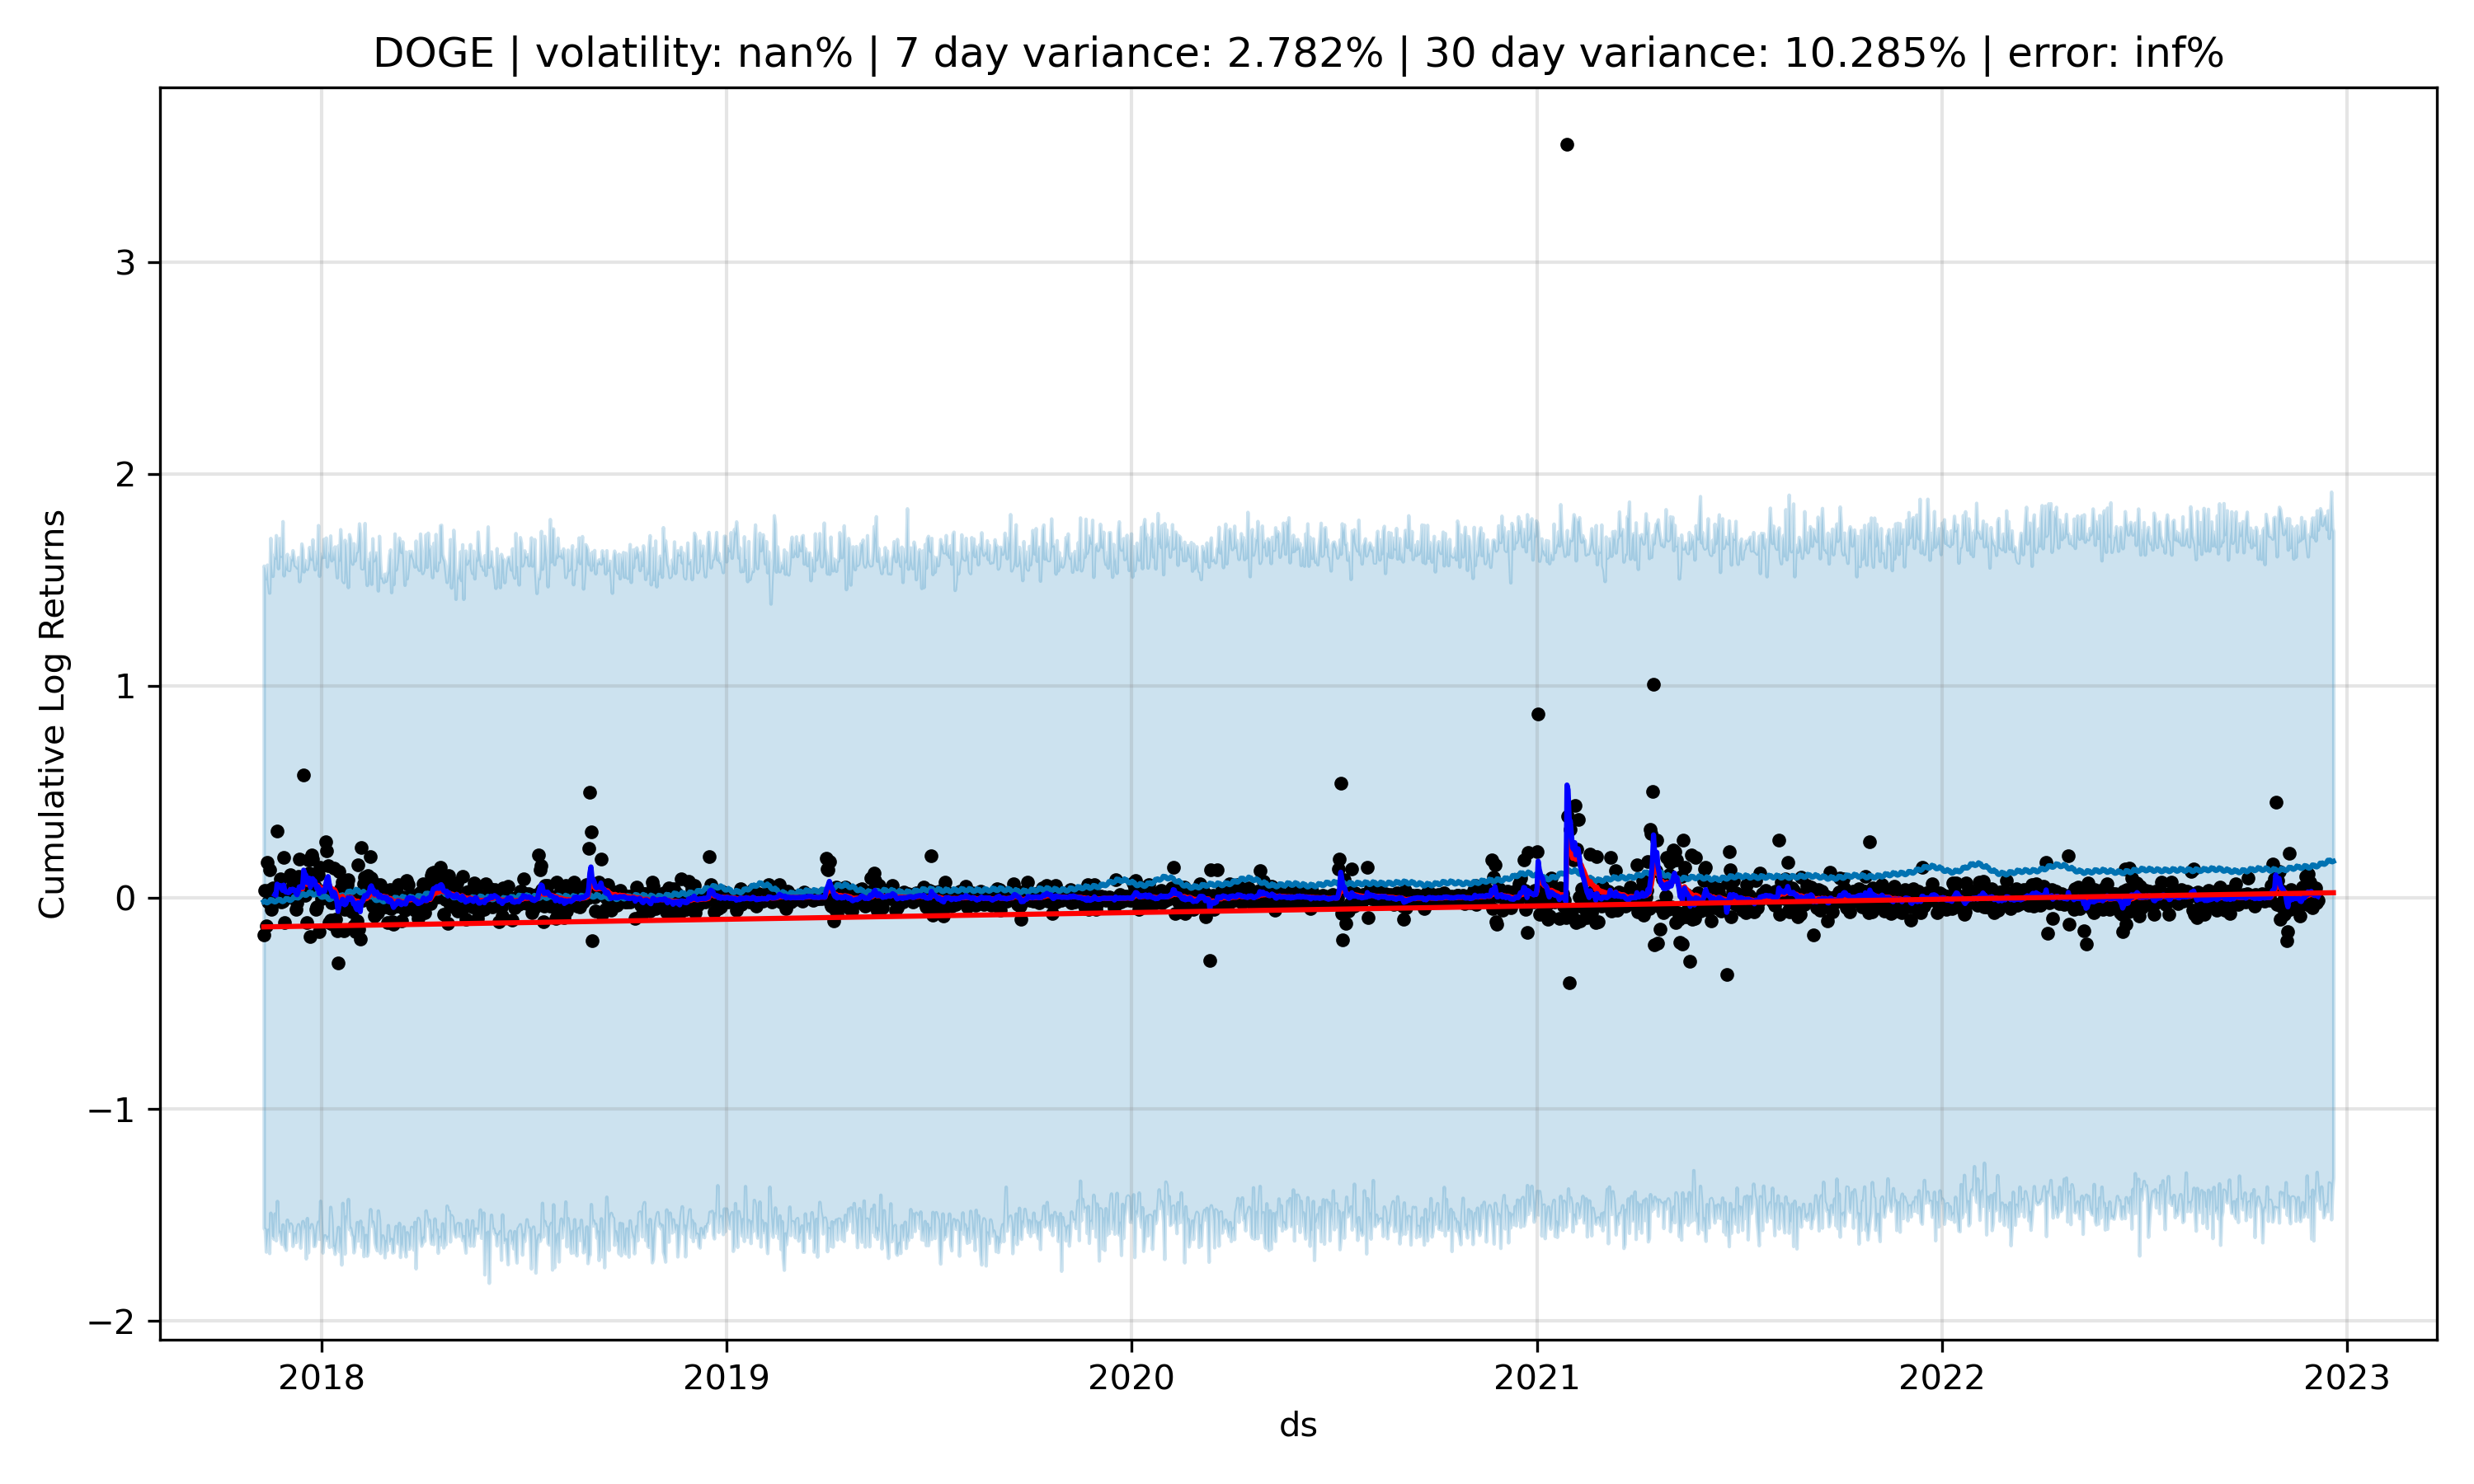 DOGE | volatility: nan% | 7 day variance: 2.782% | 30 day variance: 10.285% | error: inf%
Cumulative Log Returns
3
2
1
0
−1
−2
2018 2019 2020 2021 2022 2023
ds